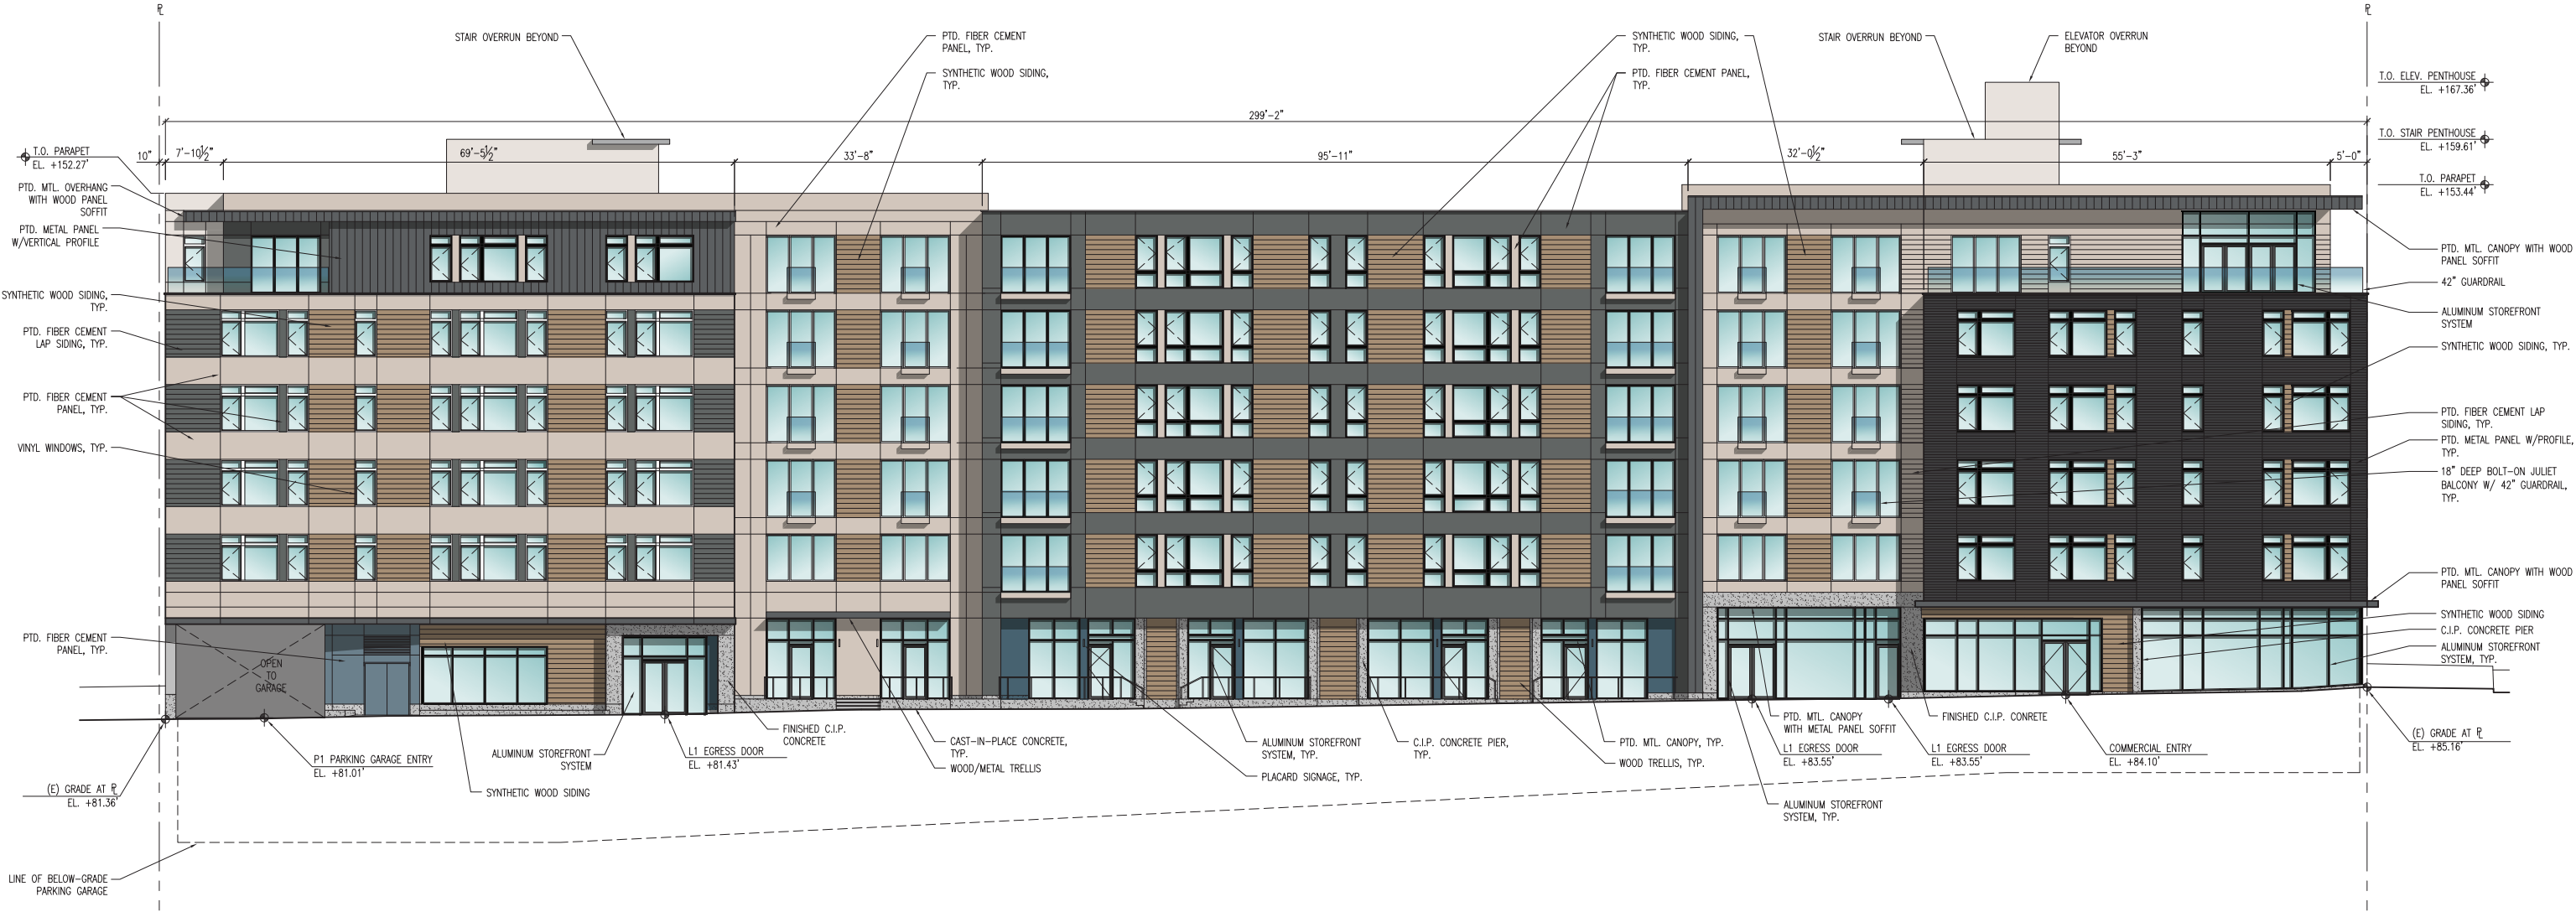 ℄
℄
STAIR OVERRUN BEYOND
PTD. FIBER CEMENT
PANEL, TYP.
SYNTHETIC WOOD SIDING,
TYP.
SYNTHETIC WOOD SIDING,
TYP.
PTD. FIBER CEMENT PANEL,
TYP.
STAIR OVERRUN BEYOND
ELEVATOR OVERRUN
BEYOND
T.O. ELEV. PENTHOUSE
EL. +167.36'
299'-2"
T.O. STAIR PENTHOUSE
EL. +159.61'
T.O. PARAPET
EL. +152.27'
10"
7'-10½"
69'-5½"
33'-8"
95'-11"
32'-0½"
55'-3"
5'-0"
T.O. PARAPET
EL. +153.44'
PTD. MTL. OVERHANG
WITH WOOD PANEL
SOFFIT
PTD. METAL PANEL
W/VERTICAL PROFILE
SYNTHETIC WOOD SIDING,
TYP.
PTD. FIBER CEMENT
LAP SIDING, TYP.
PTD. FIBER CEMENT
PANEL, TYP.
VINYL WINDOWS, TYP.
PTD. FIBER CEMENT
PANEL, TYP.
PTD. MTL. CANOPY WITH WOOD
PANEL SOFFIT
42" GUARDRAIL
ALUMINUM STOREFRONT
SYSTEM
SYNTHETIC WOOD SIDING, TYP.
PTD. FIBER CEMENT LAP
SIDING, TYP.
PTD. METAL PANEL W/PROFILE,
TYP.
18" DEEP BOLT-ON JULIET
BALCONY W/ 42" GUARDRAIL,
TYP.
PTD. MTL. CANOPY WITH WOOD
PANEL SOFFIT
SYNTHETIC WOOD SIDING
C.I.P. CONCRETE PIER
ALUMINUM STOREFRONT
SYSTEM, TYP.
OPEN
TO
GARAGE
(E) GRADE AT ℄
EL. +81.36'
P1 PARKING GARAGE ENTRY
EL. +81.01'
SYNTHETIC WOOD SIDING
ALUMINUM STOREFRONT
SYSTEM
L1 EGRESS DOOR
EL. +81.43'
FINISHED C.I.P.
CONCRETE
CAST-IN-PLACE CONCRETE,
TYP.
WOOD/METAL TRELLIS
ALUMINUM STOREFRONT
SYSTEM, TYP.
PLACARD SIGNAGE, TYP.
C.I.P. CONCRETE PIER,
TYP.
PTD. MTL. CANOPY, TYP.
WOOD TRELLIS, TYP.
PTD. MTL. CANOPY
WITH METAL PANEL SOFFIT
L1 EGRESS DOOR
EL. +83.55'
ALUMINUM STOREFRONT
SYSTEM, TYP.
FINISHED C.I.P. CONRETE
L1 EGRESS DOOR
EL. +83.55'
COMMERCIAL ENTRY
EL. +84.10'
(E) GRADE AT ℄
EL. +85.16'
LINE OF BELOW-GRADE
PARKING GARAGE